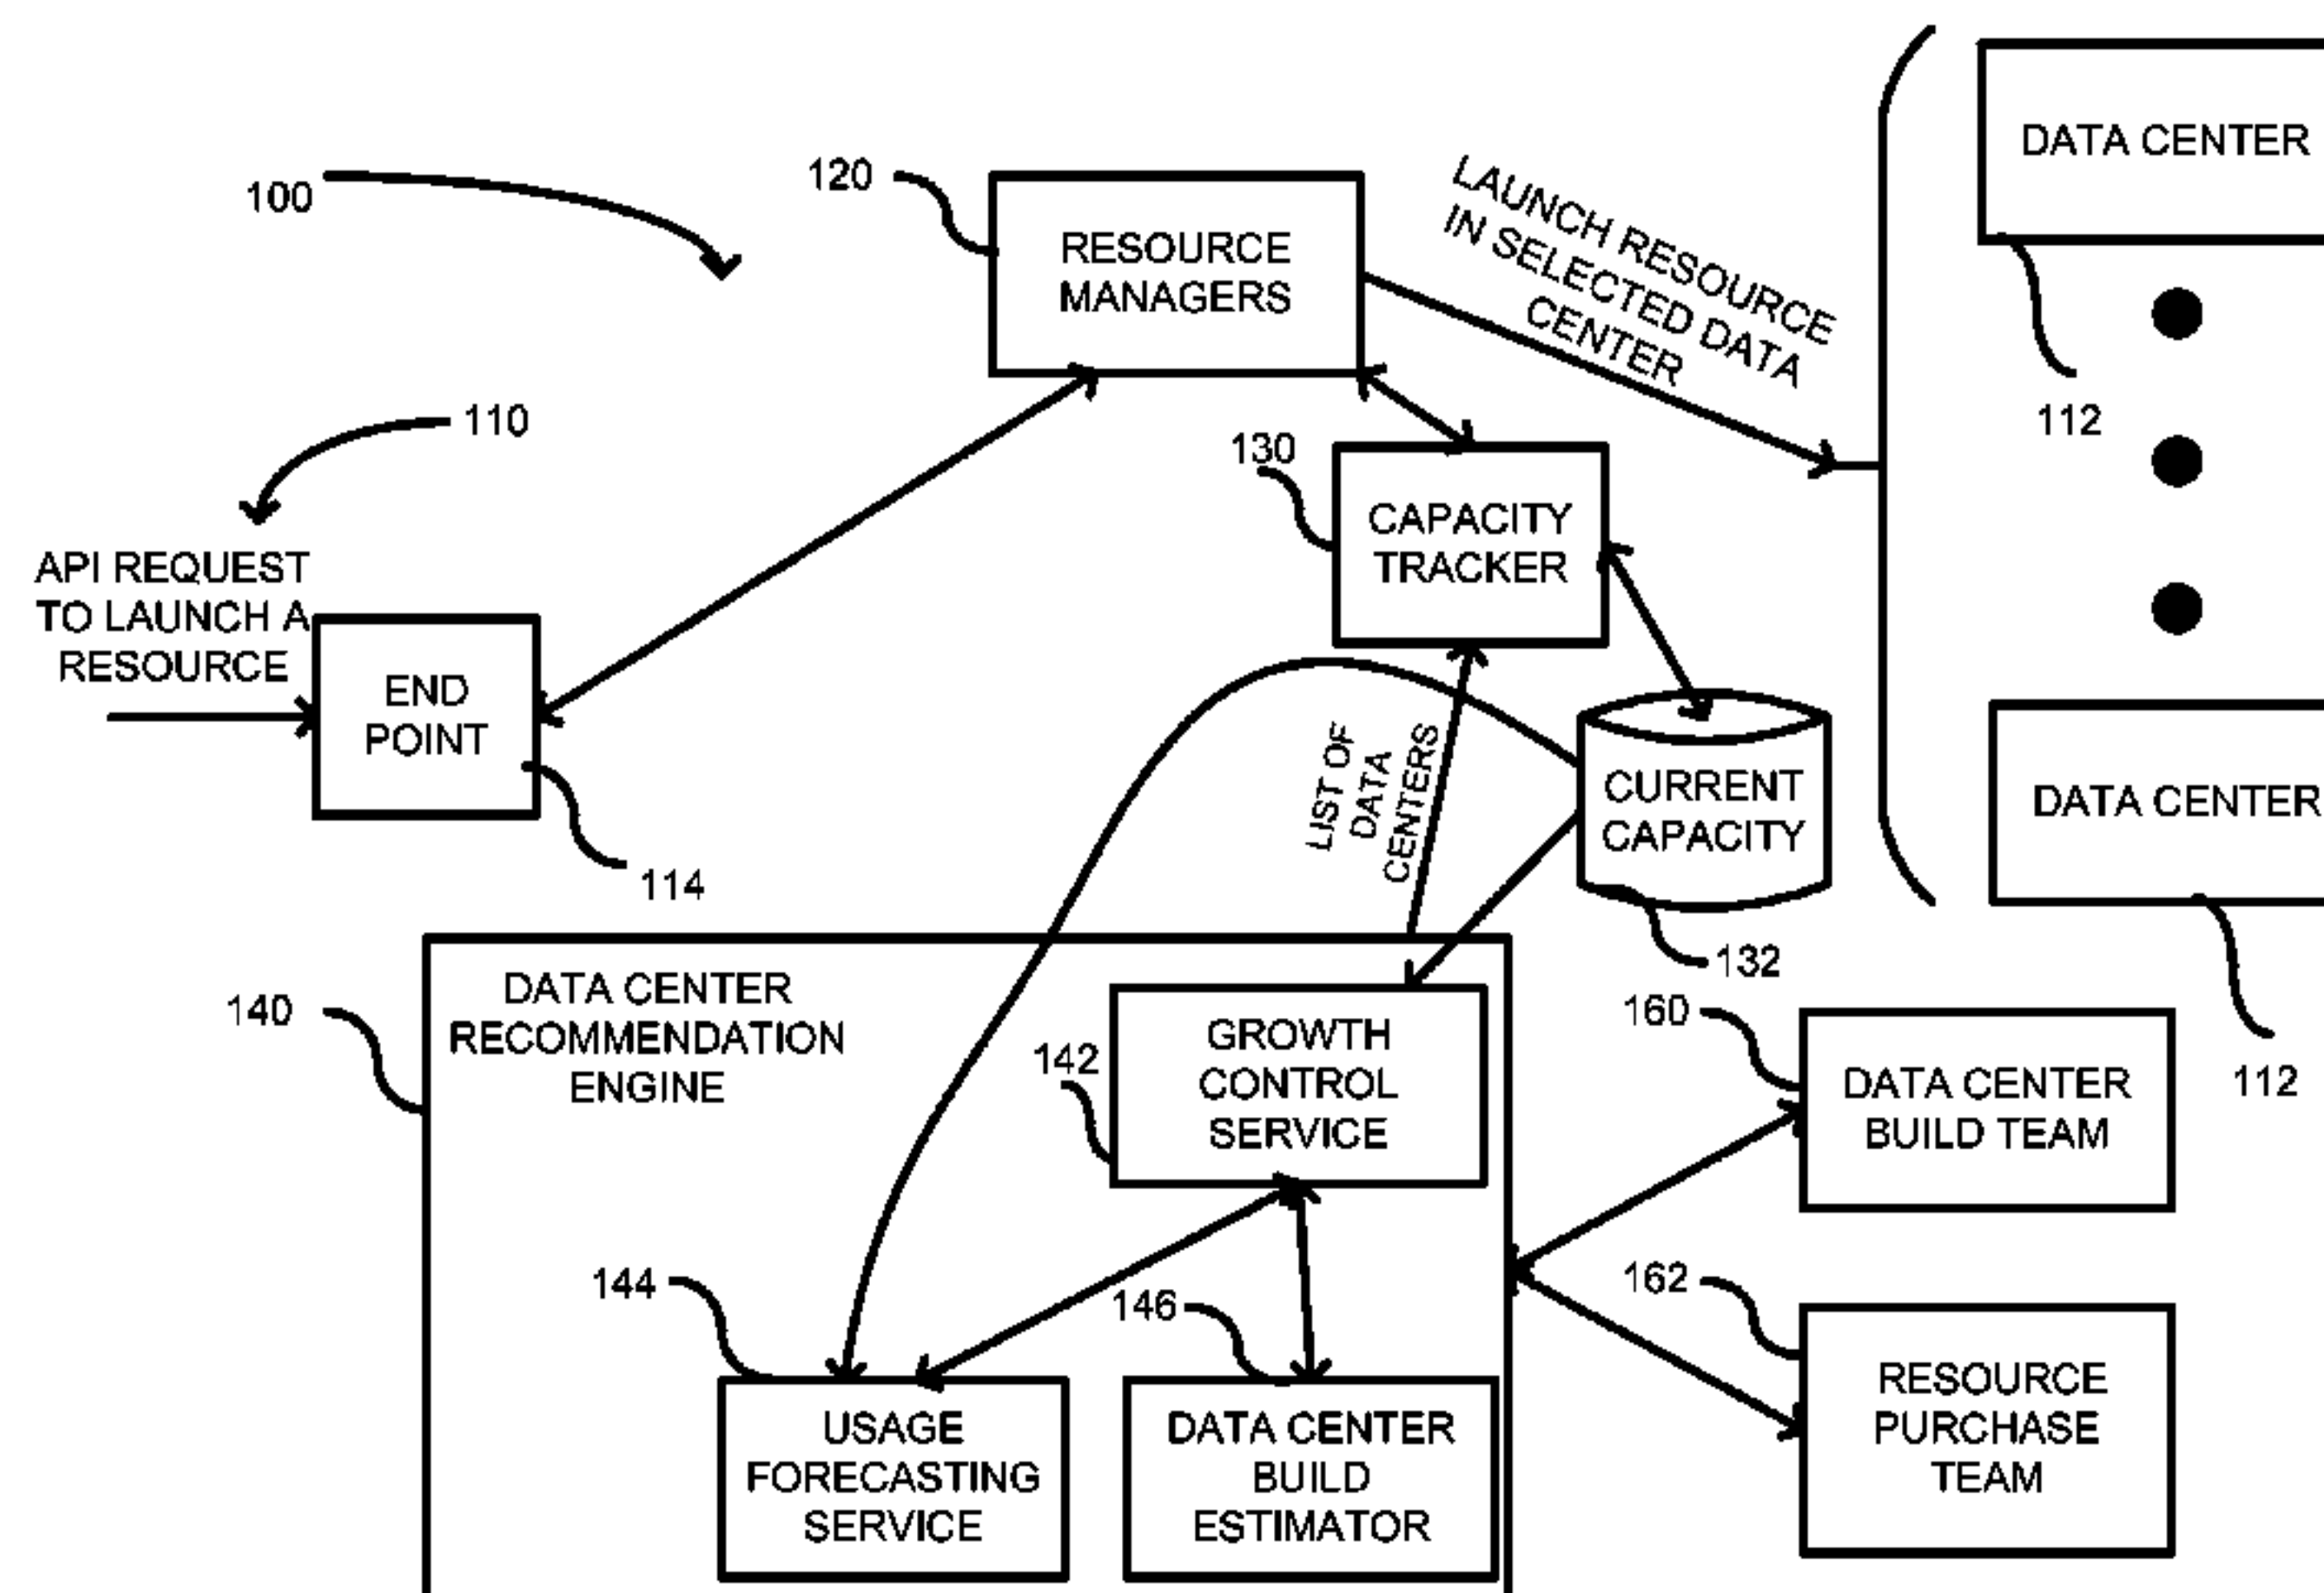 100
120
RESOURCE
MANAGERS
LAUNCH RESOURCE
IN SELECTED DATA
CENTER
DATA CENTER
112
110
API REQUEST
TO LAUNCH A
RESOURCE
END
POINT
114
130
CAPACITY
TRACKER
LIST OF
DATA
CENTERS
CURRENT
CAPACITY
132
DATA CENTER
112
140
DATA CENTER
RECOMMENDATION
ENGINE
142
GROWTH
CONTROL
SERVICE
144
USAGE
FORECASTING
SERVICE
146
DATA CENTER
BUILD
ESTIMATOR
160
DATA CENTER
BUILD TEAM
162
RESOURCE
PURCHASE
TEAM